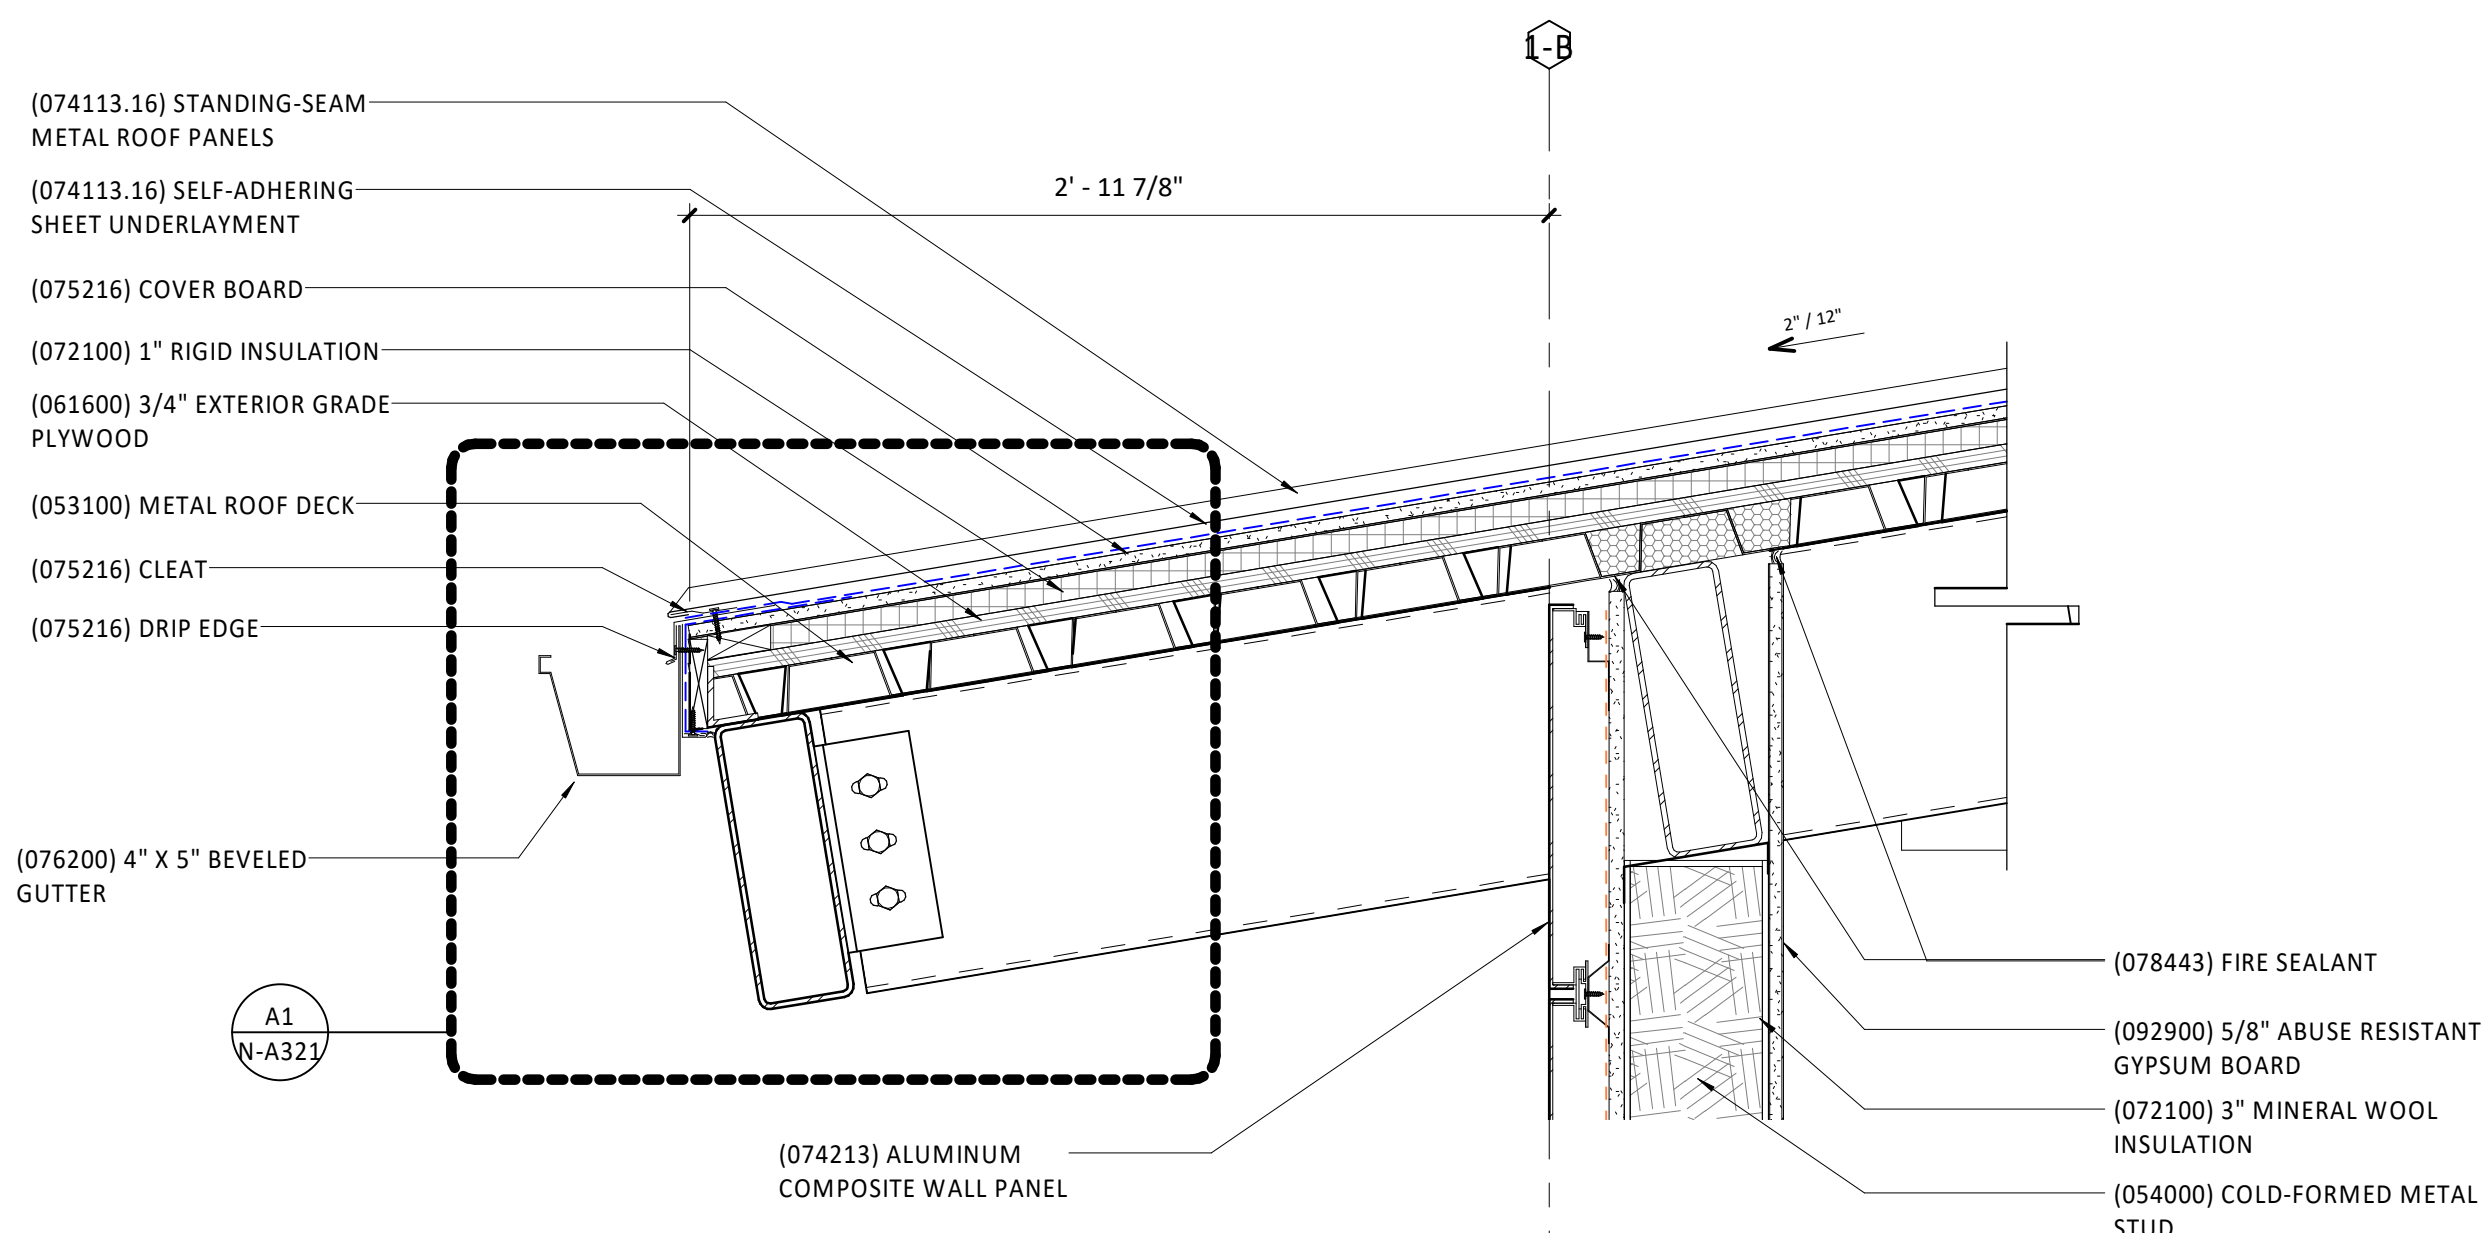 1-B
(074113.16) STANDING-SEAM
METAL ROOF PANELS
(074113.16) SELF-ADHERING
SHEET UNDERLAYMENT
2' - 11 7/8"
(075216) COVER BOARD
2" / 12"
(072100) 1" RIGID INSULATION
(061600) 3/4" EXTERIOR GRADE
PLYWOOD
(053100) METAL ROOF DECK
(075216) CLEAT
(075216) DRIP EDGE
(076200) 4" X 5" BEVELED
GUTTER
A1
N-A321
(074213) ALUMINUM
COMPOSITE WALL PANEL
(078443) FIRE SEALANT
(092900) 5/8" ABUSE RESISTANT
GYPSUM BOARD
(072100) 3" MINERAL WOOL
INSULATION
(054000) COLD-FORMED METAL
STUD